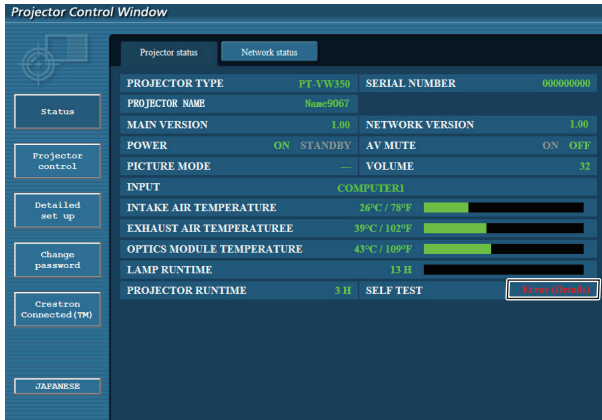 Projector Control Window
Projector status
Network status
Status
Projector control
Detailed set up
Change password
Crestron Connected(TM)
JAPANESE
PROJECTOR TYPE PT-VW350 SERIAL NUMBER 000000000
PROJECTOR NAME Name9067
MAIN VERSION 1.00 NETWORK VERSION 1.00
POWER ON STANDBY AV MUTE ON OFF
PICTURE MODE --- VOLUME 32
INPUT COMPUTER1
INTAKE AIR TEMPERATURE 26°C / 78°F
EXHAUST AIR TEMPERATUREE 39°C / 102°F
OPTICS MODULE TEMPERATURE 43°C / 109°F
LAMP RUNTIME 13 H
PROJECTOR RUNTIME 3 H SELF TEST Error (Details)